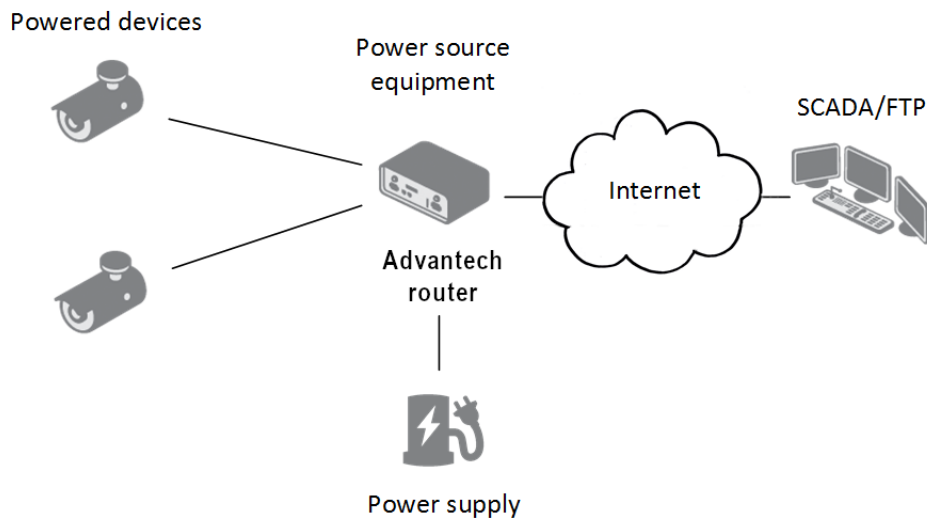 Powered devices
Power source
equipment
SCADA/FTP
Internet
Advantech
router
Power supply